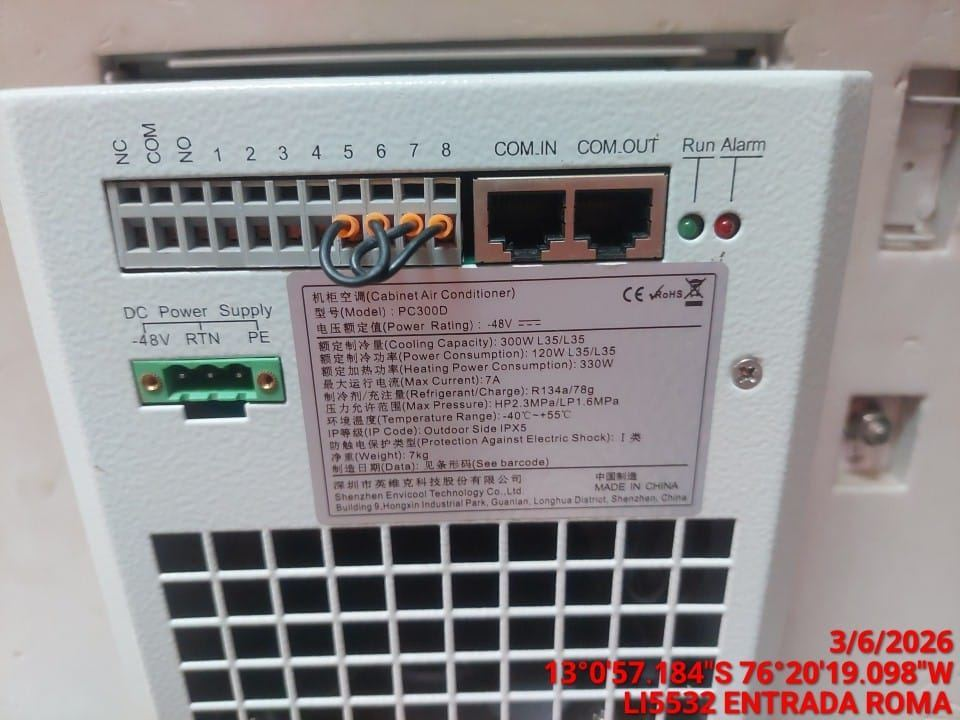 NC COM NO 1 2 3 4 5 6 7 8 COM.IN COM.OUT Run Alarm
DC Power Supply
-48V RTN PE
机柜空调(Cabinet Air Conditioner)
CE RoHS
型号(Model) : PC300D
电压额定值(Power Rating) : -48V
额定制冷量(Cooling Capacity): 300W L35/L35
额定制冷功率(Power Consumption): 120W L35/L35
额定加热功率(Heating Power Consumption): 330W
最大运行电流(Max Current): 7A
制冷剂/充注量(Refrigerant/Charge): R134a/78g
压力允许范围(Max Pressure): HP2.3MPa/LP1.6MPa
环境温度(Temperature Range): -40℃~+55℃
IP等级(IP Code): Outdoor Side IPX5
防触电保护类型(Protection Against Electric Shock): I 类
净重(Weight): 7kg
制造日期(Data): 见条形码(See barcode)
深圳市英维克科技股份有限公司
中国制造
Shenzhen Envicool Technology Co.,Ltd.
MADE IN CHINA
Building 9,Hongxin Industrial Park, Guanlan, Longhua District, Shenzhen, China
3/6/2026
13°0'57.184"S 76°20'19.098"W
LI5532 ENTRADA ROMA